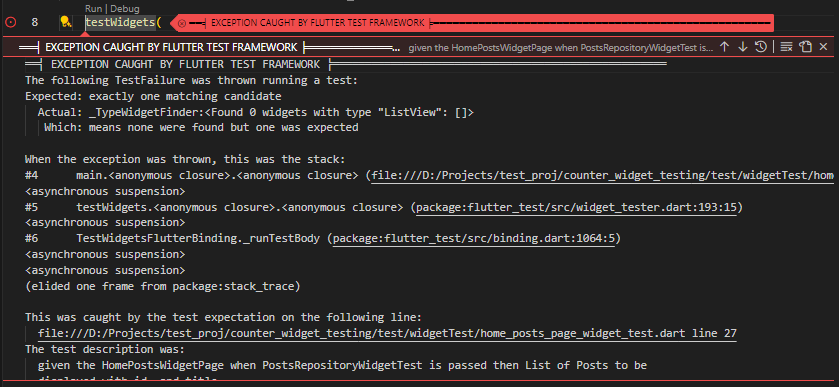 Run | Debug
8 testWidgets( ══╡ EXCEPTION CAUGHT BY FLUTTER TEST FRAMEWORK ╞═════════════════════════════
══╡ EXCEPTION CAUGHT BY FLUTTER TEST FRAMEWORK ╞═══════════... given the HomePostsWidgetPage when PostsRepositoryWidgetTest is...
══╡ EXCEPTION CAUGHT BY FLUTTER TEST FRAMEWORK ╞═════════════════════════════
The following TestFailure was thrown running a test:
Expected: exactly one matching candidate
Actual: _TypeWidgetFinder:<Found 0 widgets with type "ListView": []>
Which: means none were found but one was expected
When the exception was thrown, this was the stack:
#4 main.<anonymous closure>.<anonymous closure> (file:///D:/Projects/test_proj/counter_widget_testing/test/widgetTest/hom
<asynchronous suspension>
#5 testWidgets.<anonymous closure>.<anonymous closure> (package:flutter_test/src/widget_tester.dart:193:15)
<asynchronous suspension>
#6 TestWidgetsFlutterBinding._runTestBody (package:flutter_test/src/binding.dart:1064:5)
<asynchronous suspension>
<asynchronous suspension>
(elided one frame from package:stack_trace)
This was caught by the test expectation on the following line:
file:///D:/Projects/test_proj/counter_widget_testing/test/widgetTest/home_posts_page_widget_test.dart line 27
The test description was:
given the HomePostsWidgetPage when PostsRepositoryWidgetTest is passed then List of Posts to be
displayed with id, and title